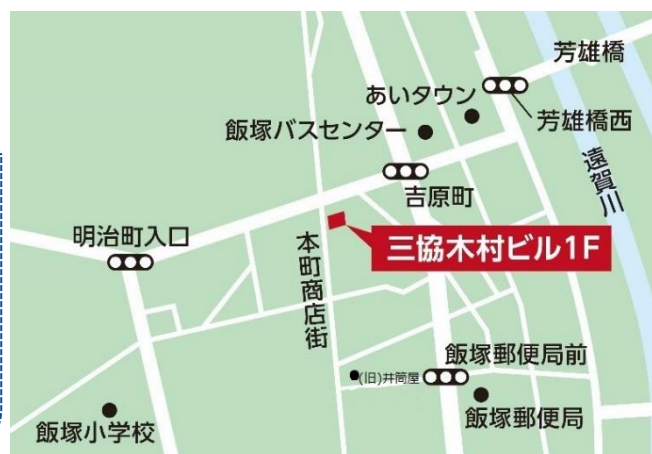 芳雄橋
あいタウン
芳雄橋西
飯塚バスセンター
遠賀川
吉原町
明治町入口
三協木村ビル1F
本町商店街
飯塚郵便局前
(旧)井筒屋
飯塚郵便局
飯塚小学校